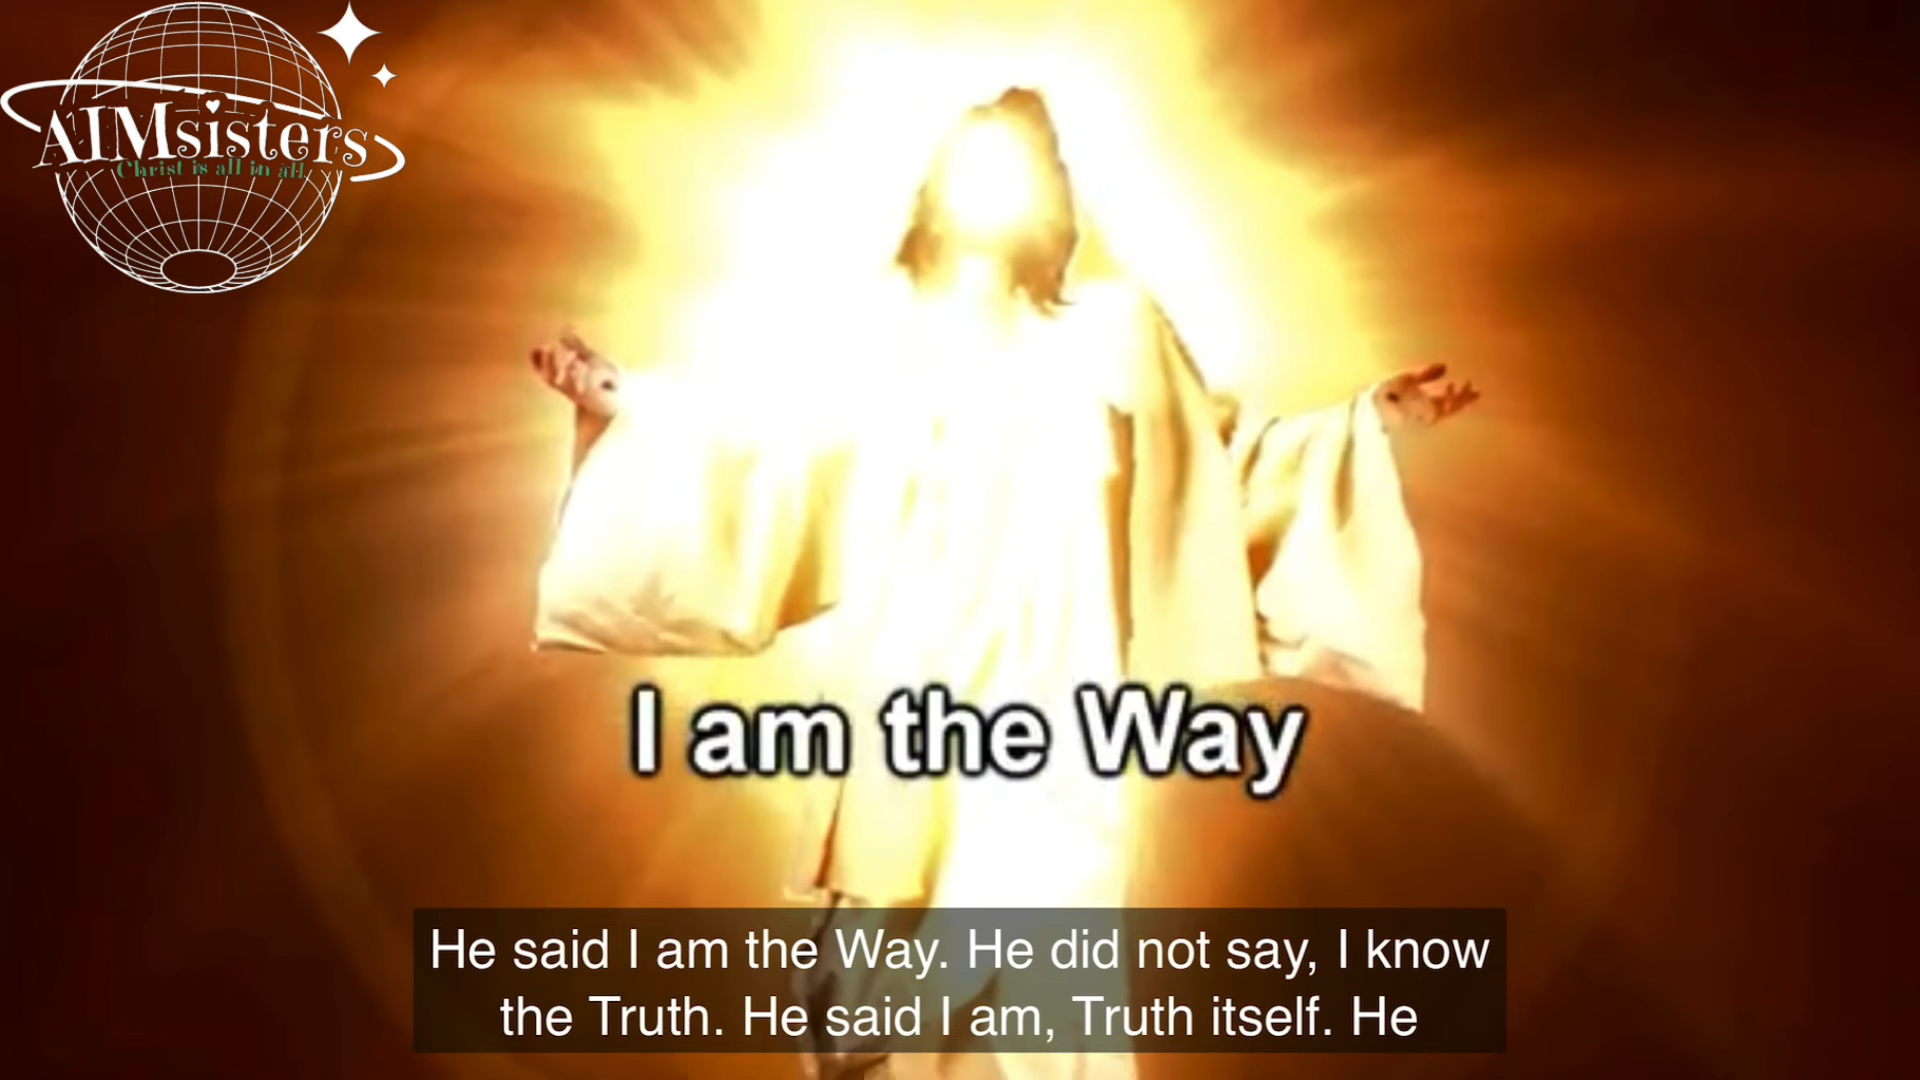 AIMsisters
Christ is all in all
I am the Way
He said I am the Way. He did not say, I know
the Truth. He said I am, Truth itself. He